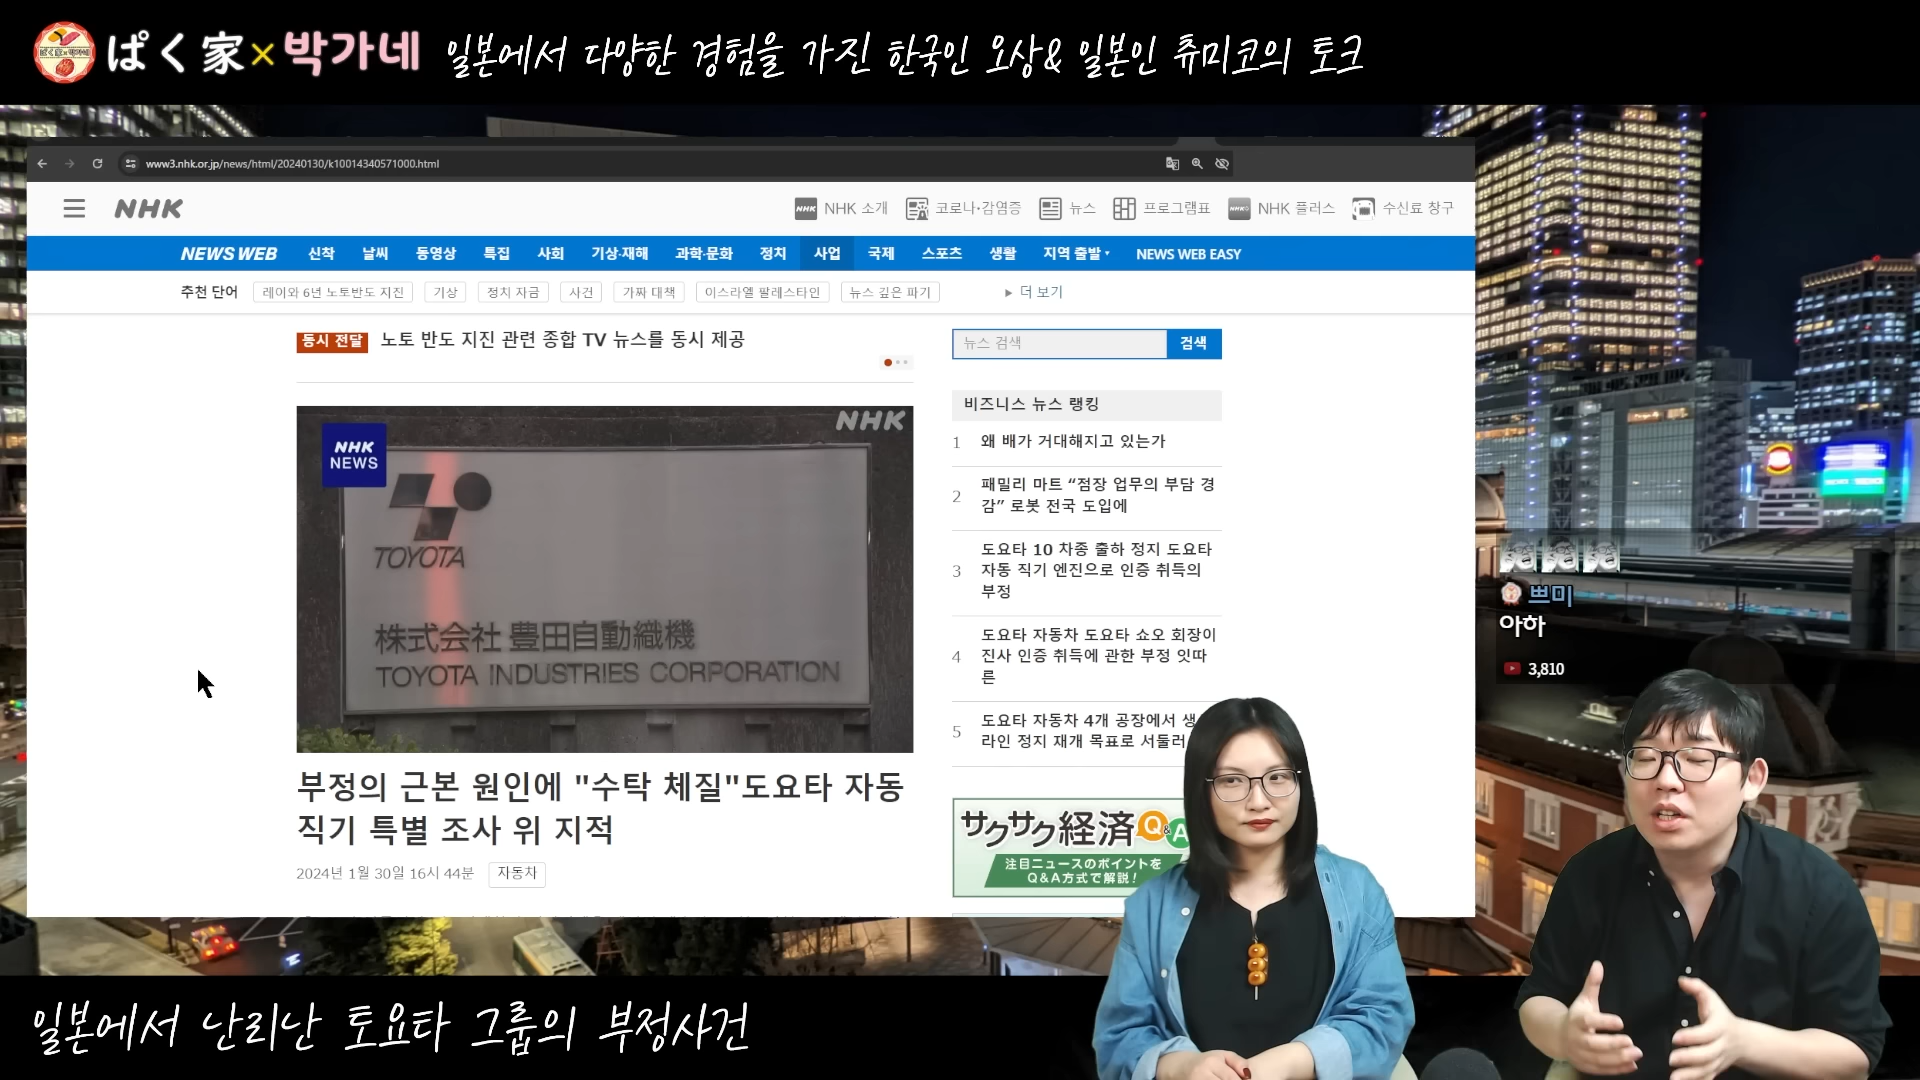 ぱく家×박가네 일본에서 다양한 경험을 가진 한국인 오상& 일본인 츄미코의 토크
www3.nhk.or.jp/news/html/20240130/k10014340571000.html
NHK
NHK NHK 소개
코로나·감염증
뉴스
프로그램표
NHK 플러스
수신료 창구
NEWS WEB 신착 날씨 동영상 특집 사회 기상·재해 과학·문화 정치 사업 국제 스포츠 생활 지역 출발 NEWS WEB EASY
추천 단어 레이와 6년 노토반도 지진 기상 정치 자금 사건 가짜 대책 이스라엘 팔레스타인 뉴스 깊은 파기 더 보기
동시 전달 노토 반도 지진 관련 종합 TV 뉴스를 동시 제공
NHK
NHK
NEWS
TOYOTA
株式会社 豊田自動織機
TOYOTA INDUSTRIES CORPORATION
부정의 근본 원인에 "수탁 체질"도요타 자동
직기 특별 조사 위 지적
2024년 1월 30일 16시 44분 자동차
뉴스 검색 검색
비즈니스 뉴스 랭킹
1 왜 배가 거대해지고 있는가
2 패밀리 마트 “점장 업무의 부담 경
감” 로봇 전국 도입에
3 도요타 10 차종 출하 정지 도요타
자동 직기 엔진으로 인증 취득의
부정
4 도요타 자동차 도요타 쇼오 회장이
진사 인증 취득에 관한 부정 잇따
른
5 도요타 자동차 4개 공장에서 생
라인 정지 재개 목표로 서둘러
サクサク経済Q&A
注目ニュースのポイントを
Q&A方式で解説！
쁘미
아하
3,810
일본에서 난리난 토요타 그룹의 부정사건